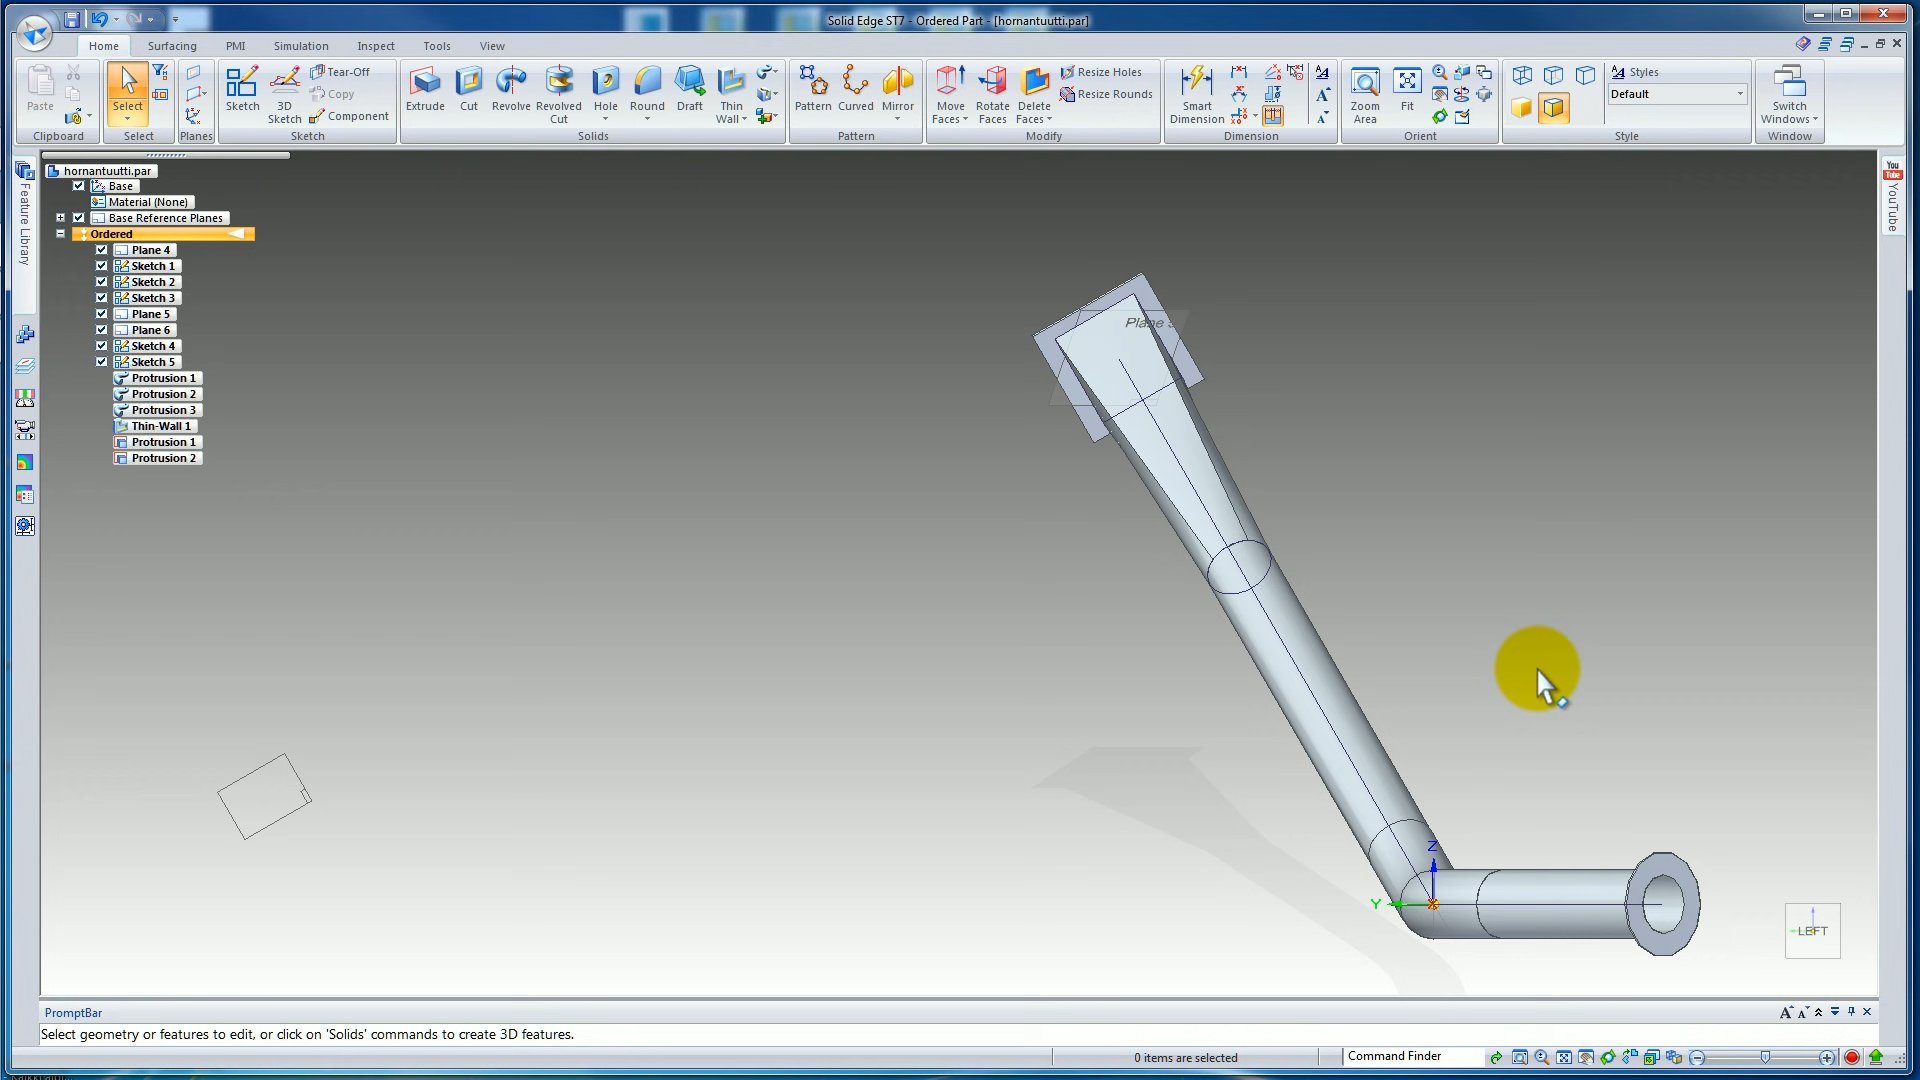 Solid Edge ST7 - Ordered Part - [hornantuutti.par]
Home Surfacing PMI Simulation Inspect Tools View
Paste
Clipboard
Select
Select
Planes
Sketch
3D Sketch
Tear-Off
Copy
Component
Sketch
Extrude
Cut
Revolve
Revolved Cut
Hole
Round
Draft
Thin Wall
Solids
Pattern
Curved
Mirror
Pattern
Move Faces
Rotate Faces
Delete Faces
Resize Holes
Resize Rounds
Modify
Smart Dimension
Dimension
Zoom Area
Fit
Orient
Styles
Default
Style
Switch Windows
Window
Feature Library
You Tube
YouTube
hornantuutti.par
Base
Material (None)
Base Reference Planes
Ordered
Plane 4
Sketch 1
Sketch 2
Sketch 3
Plane 5
Plane 6
Sketch 4
Sketch 5
Protrusion 1
Protrusion 2
Protrusion 3
Thin-Wall 1
Protrusion 1
Protrusion 2
Plane
Z
Y
X
LEFT
PromptBar
Select geometry or features to edit, or click on 'Solids' commands to create 3D features.
0 items are selected
Command Finder